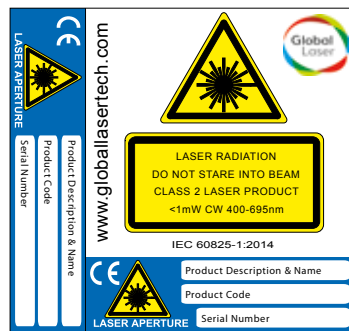 CE
LASER APERTURE
Product Description & Name
Product Code
Serial Number
www.globallasertech.com
Global
Laser
LASER RADIATION
DO NOT STARE INTO BEAM
CLASS 2 LASER PRODUCT
<1mW CW 400-695nm
IEC 60825-1:2014
CE
LASER APERTURE
Product Description & Name
Product Code
Serial Number